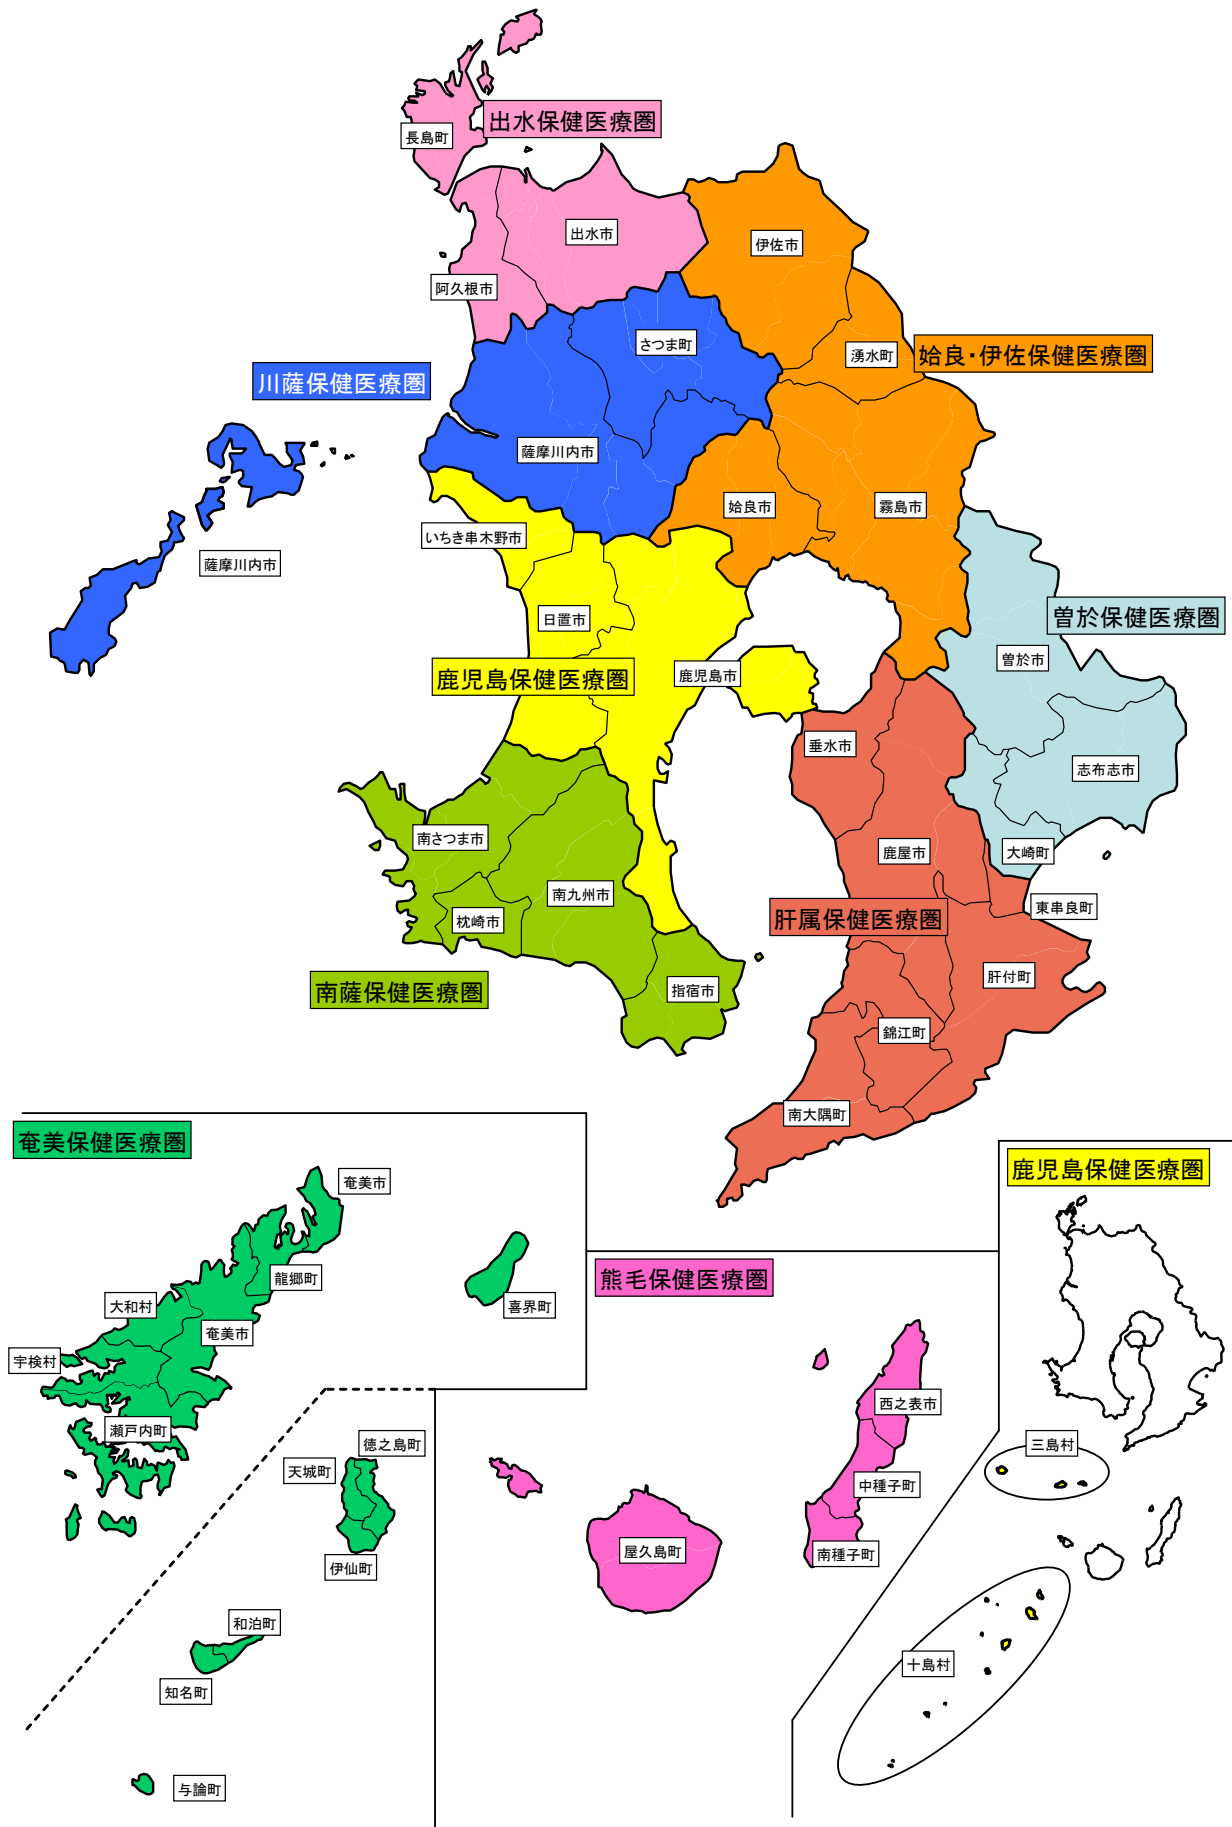 出水保健医療圏
長島町
出水市
伊佐市
阿久根市
さつま町
湧水町
姶良・伊佐保健医療圏
川薩保健医療圏
薩摩川内市
姶良市
霧島市
いちき串木野市
薩摩川内市
曽於保健医療圏
日置市
曽於市
鹿児島保健医療圏
鹿児島市
垂水市
志布志市
南さつま市
鹿屋市
大崎町
南九州市
東串良町
枕崎市
肝属保健医療圏
南薩保健医療圏
指宿市
肝付町
錦江町
南大隅町
奄美保健医療圏
鹿児島保健医療圏
奄美市
龍郷町
熊毛保健医療圏
大和村
喜界町
奄美市
宇検村
西之表市
瀬戸内町
徳之島町
三島村
天城町
中種子町
屋久島町
南種子町
伊仙町
和泊町
十島村
知名町
与論町